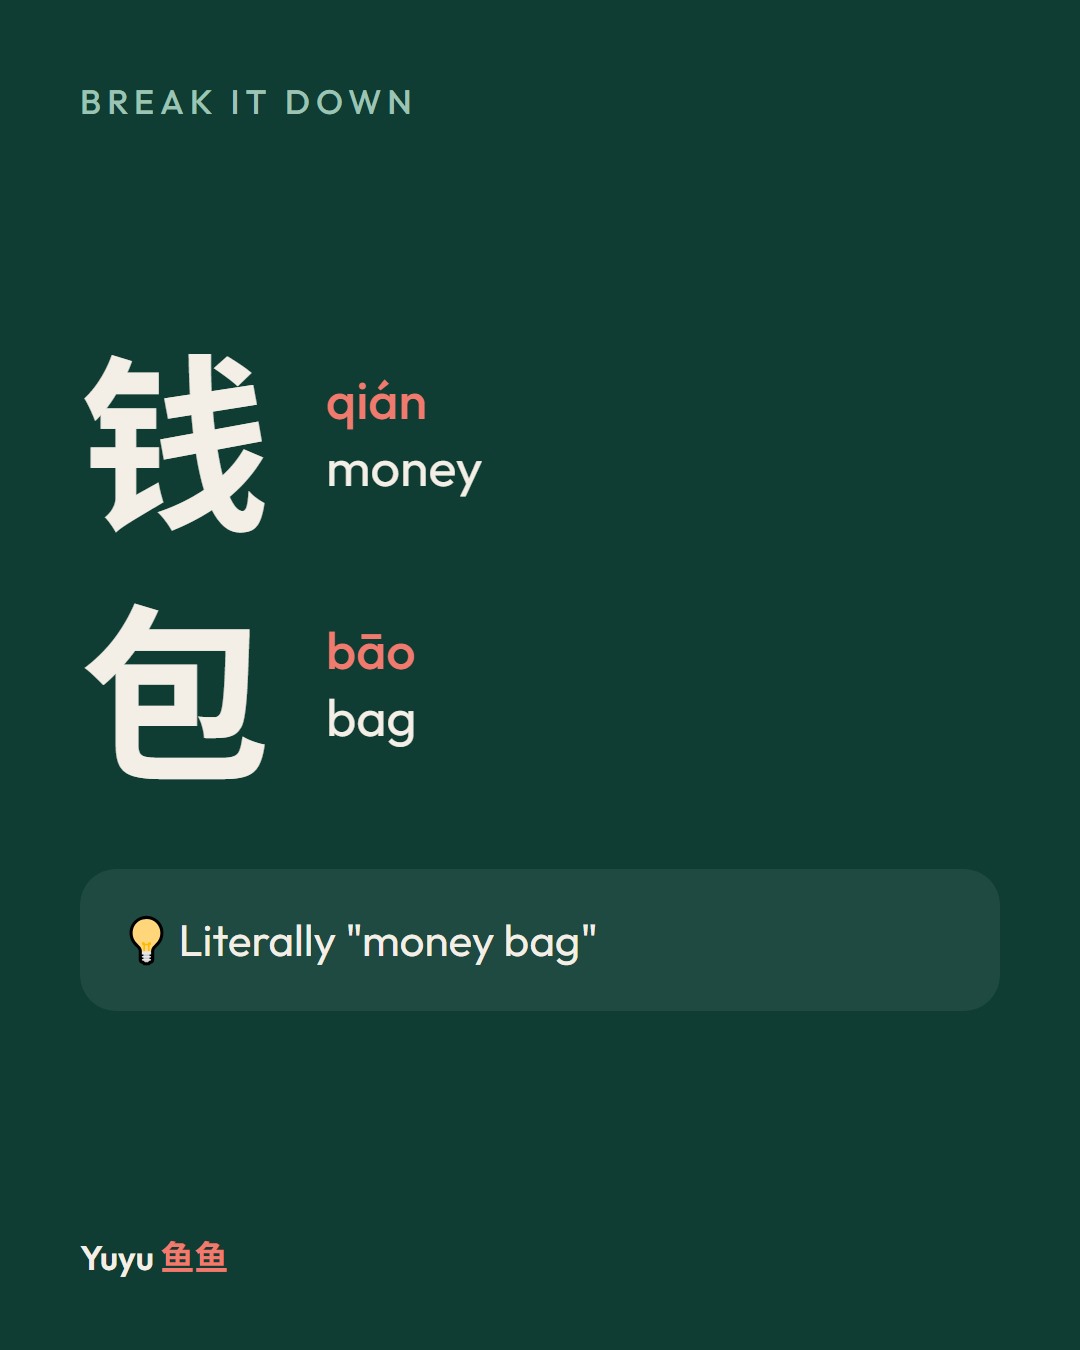 BREAK IT DOWN
钱
qián
money
包
bāo
bag
💡 Literally "money bag"
Yuyu 鱼鱼